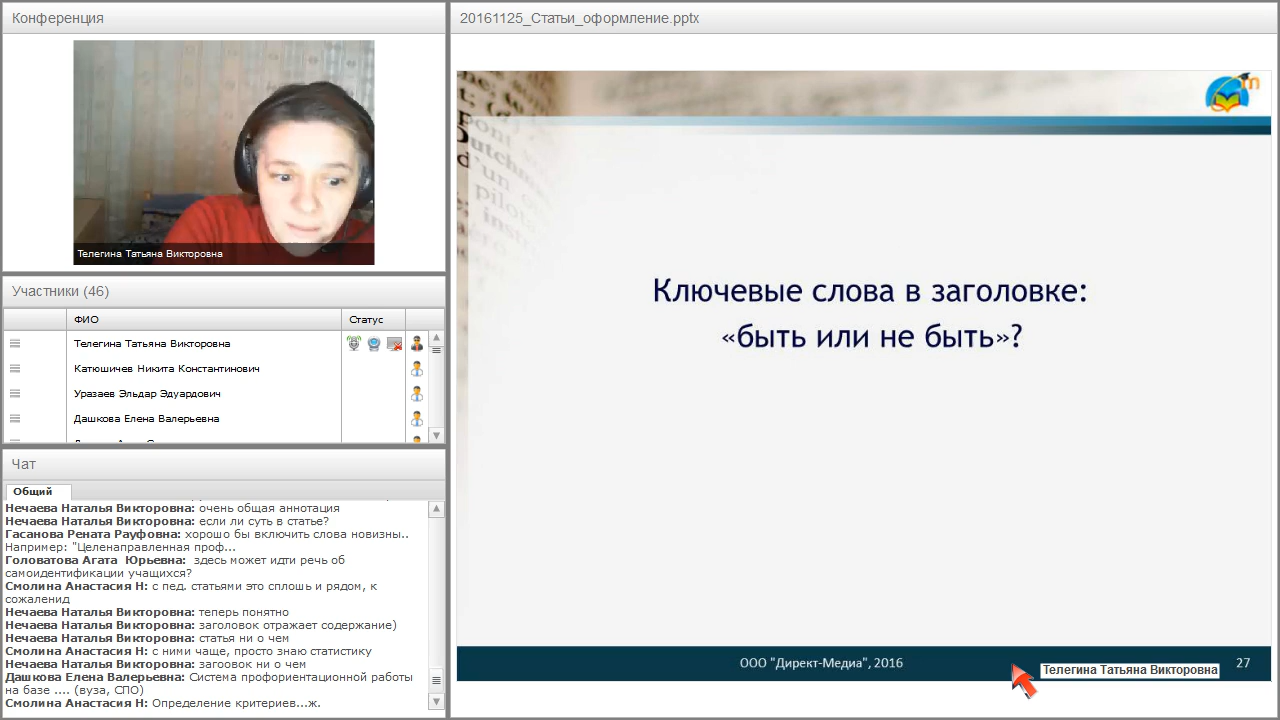 Конференция
Телегина Татьяна Викторовна
Участники (46)
ФИО
Статус
Телегина Татьяна Викторовна
Катюшичев Никита Константинович
Уразаев Эльдар Эдуардович
Дашкова Елена Валерьевна
Чат
Общий
Нечаева Наталья Викторовна: очень общая аннотация
Нечаева Наталья Викторовна: если ли суть в статье?
Гасанова Рената Рауфовна: хорошо бы включить слова новизны..
Например: "Целенаправленная проф...
Головатова Агата Юрьевна: здесь может идти речь об
самоидентификации учащихся?
Смолина Анастасия Н: с пед. статьями это сплошь и рядом, к
сожаленид
Нечаева Наталья Викторовна: теперь понятно
Нечаева Наталья Викторовна: заголовок отражает содержание)
Нечаева Наталья Викторовна: статья ни о чем
Смолина Анастасия Н: с ними чаще, просто знаю статистику
Нечаева Наталья Викторовна: загоовок ни о чем
Дашкова Елена Валерьевна: Система профориентационной работы
на базе .... (вуза, СПО)
Смолина Анастасия Н: Определение критериев...ж.
20161125_Статьи_оформление.pptx
Ключевые слова в заголовке:
«быть или не быть»?
ООО "Директ-Медиа", 2016
Телегина Татьяна Викторовна
27